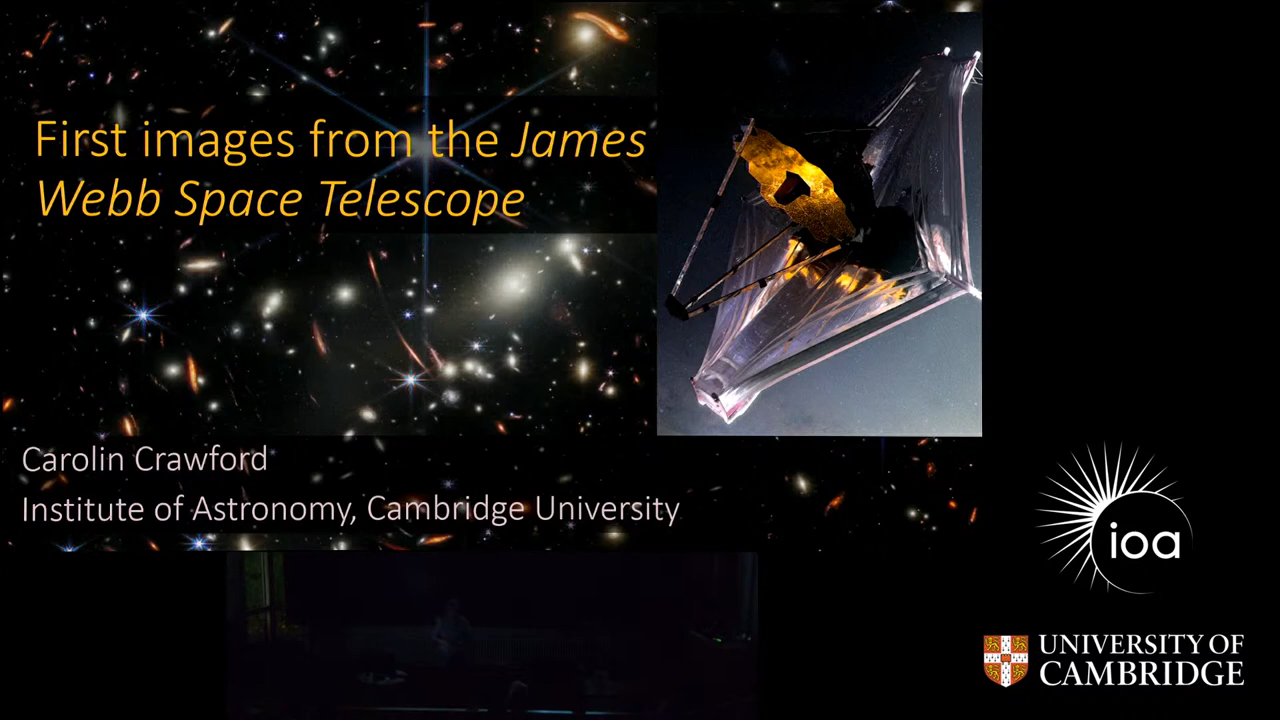 First images from the James
Webb Space Telescope
Carolin Crawford
Institute of Astronomy, Cambridge University
ioa
UNIVERSITY OF
CAMBRIDGE